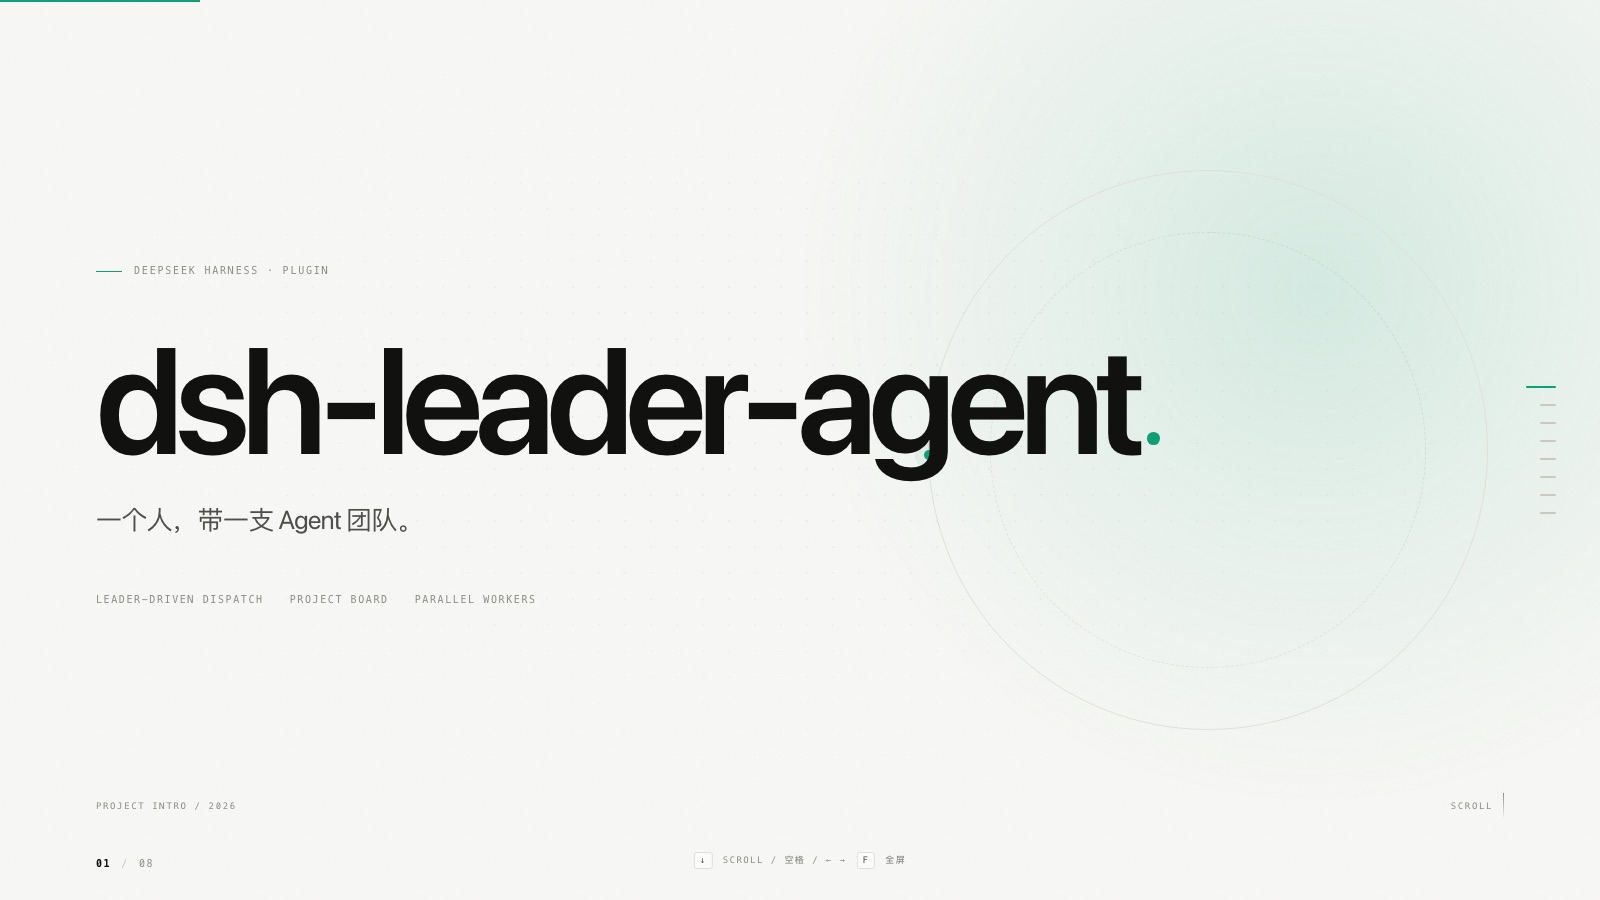 DEEPSEEK HARNESS · PLUGIN
dsh-leader-agent.
一个人，带一支 Agent 团队。
LEADER-DRIVEN DISPATCH PROJECT BOARD PARALLEL WORKERS
PROJECT INTRO / 2026
SCROLL
01 / 08
↓ SCROLL / 空格 / ← → F 全屏